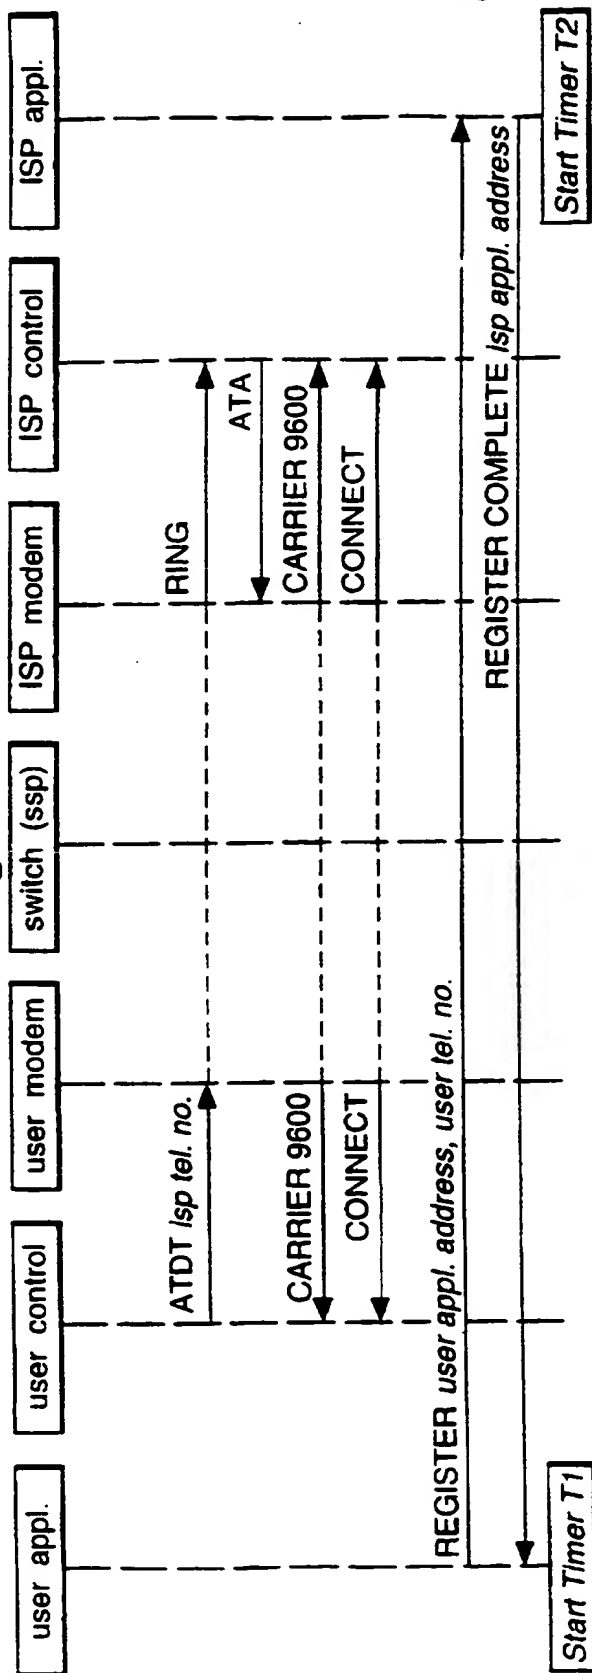 user appl.
user control
user modem
switch (ssp)
ISP modem
ISP control
ISP appl.
ATDT Isp tel. no.
RING
ATA
CARRIER 9600
CARRIER 9600
CONNECT
CONNECT
REGISTER user appl. address, user tel. no.
REGISTER COMPLETE Isp appl. address
Start Timer T1
Start Timer T2